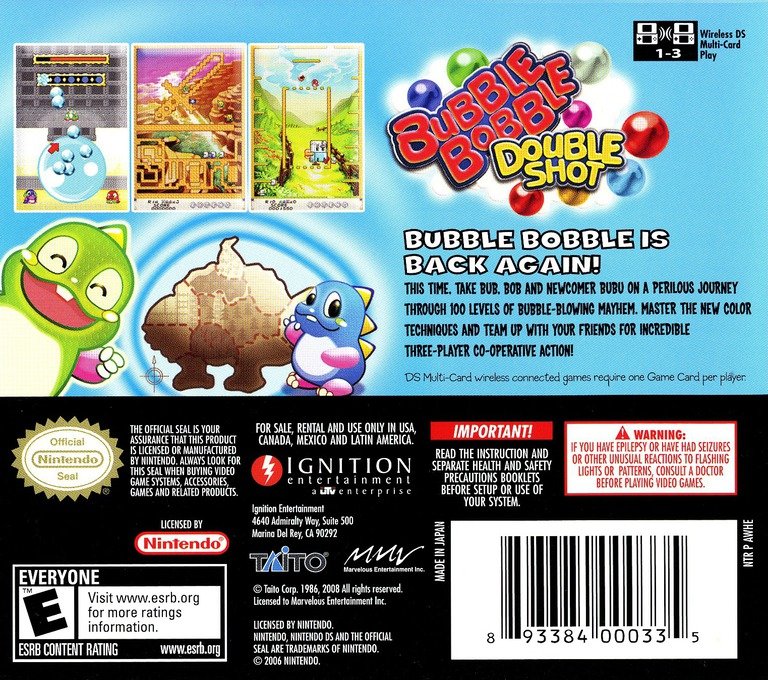 Wireless DS
Multi-Card
Play
1-3
BUBBLE
BOBBLE
DOUBLE
SHOT
BUBBLE BOBBLE IS
BACK AGAIN!
THIS TIME, TAKE BUB, BOB AND NEWCOMER BUBU ON A PERILOUS JOURNEY
THROUGH 100 LEVELS OF BUBBLE-BLOWING MAYHEM. MASTER THE NEW COLOR
TECHNIQUES AND TEAM UP WITH YOUR FRIENDS FOR INCREDIBLE
THREE-PLAYER CO-OPERATIVE ACTION!
DS Multi-Card wireless connected games require one Game Card per player.
Official
Nintendo
Seal
®
THE OFFICIAL SEAL IS YOUR
ASSURANCE THAT THIS PRODUCT
IS LICENSED OR MANUFACTURED
BY NINTENDO. ALWAYS LOOK FOR
THIS SEAL WHEN BUYING VIDEO
GAME SYSTEMS, ACCESSORIES,
GAMES AND RELATED PRODUCTS.
LICENSED BY
Nintendo®
EVERYONE
E
TM
Visit www.esrb.org
for more ratings
information.
ESRB CONTENT RATING www.esrb.org
FOR SALE, RENTAL AND USE ONLY IN USA,
CANADA, MEXICO AND LATIN AMERICA.
IGNITION
entertainment
a UTV enterprise
Ignition Entertainment
4640 Admiralty Way, Suite 500
Marina Del Rey, CA 90292
TAITO®
MMV
Marvelous Entertainment Inc.
© Taito Corp. 1986, 2008 All rights reserved.
Licensed to Marvelous Entertainment Inc.
LICENSED BY NINTENDO.
NINTENDO, NINTENDO DS AND THE OFFICIAL
SEAL ARE TRADEMARKS OF NINTENDO.
© 2006 NINTENDO.
IMPORTANT!
READ THE INSTRUCTION AND
SEPARATE HEALTH AND SAFETY
PRECAUTIONS BOOKLETS
BEFORE SETUP OR USE OF
YOUR SYSTEM.
WARNING:
IF YOU HAVE EPILEPSY OR HAVE HAD SEIZURES
OR OTHER UNUSUAL REACTIONS TO FLASHING
LIGHTS OR PATTERNS, CONSULT A DOCTOR
BEFORE PLAYING VIDEO GAMES.
MADE IN JAPAN
8 93384 00033 5
NTR P AWHE